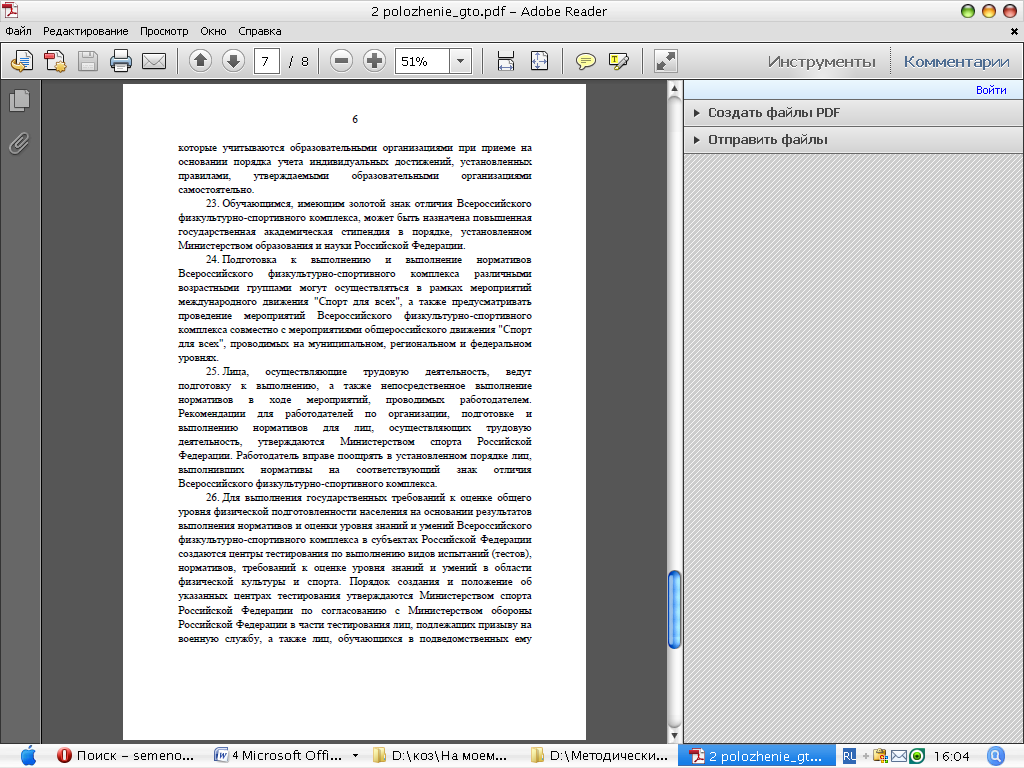 2 polozhenie_gto.pdf – Adobe Reader
Файл Редактирование Просмотр Окно Справка
7 / 8 51% Инструменты Комментарии
Войти
Создать файлы PDF
Отправить файлы
6
которые учитываются образовательными организациями при приеме на
основании порядка учета индивидуальных достижений, установленных
правилами, утверждаемыми образовательными организациями
самостоятельно.
23. Обучающимся, имеющим золотой знак отличия Всероссийского
физкультурно-спортивного комплекса, может быть назначена повышенная
государственная академическая стипендия в порядке, установленном
Министерством образования и науки Российской Федерации.
24. Подготовка к выполнению и выполнение нормативов
Всероссийского физкультурно-спортивного комплекса различными
возрастными группами могут осуществляться в рамках мероприятий
международного движения "Спорт для всех", а также предусматривать
проведение мероприятий Всероссийского физкультурно-спортивного
комплекса совместно с мероприятиями общероссийского движения "Спорт
для всех", проводимых на муниципальном, региональном и федеральном
уровнях.
25. Лица, осуществляющие трудовую деятельность, ведут
подготовку к выполнению, а также непосредственное выполнение
нормативов в ходе мероприятий, проводимых работодателем.
Рекомендации для работодателей по организации, подготовке и
выполнению нормативов для лиц, осуществляющих трудовую
деятельность, утверждаются Министерством спорта Российской
Федерации. Работодатель вправе поощрять в установленном порядке лиц,
выполнивших нормативы на соответствующий знак отличия
Всероссийского физкультурно-спортивного комплекса.
26. Для выполнения государственных требований к оценке общего
уровня физической подготовленности населения на основании результатов
выполнения нормативов и оценки уровня знаний и умений Всероссийского
физкультурно-спортивного комплекса в субъектах Российской Федерации
создаются центры тестирования по выполнению видов испытаний (тестов),
нормативов, требований к оценке уровня знаний и умений в области
физической культуры и спорта. Порядок создания и положение об
указанных центрах тестирования утверждаются Министерством спорта
Российской Федерации по согласованию с Министерством обороны
Российской Федерации в части тестирования лиц, подлежащих призыву на
военную службу, а также лиц, обучающихся в подведомственных ему
Поиск – semeno... 4 Microsoft Offi... D:\коз\На моем... D:\Методически... 2 polozhenie_gt... RL 16:04